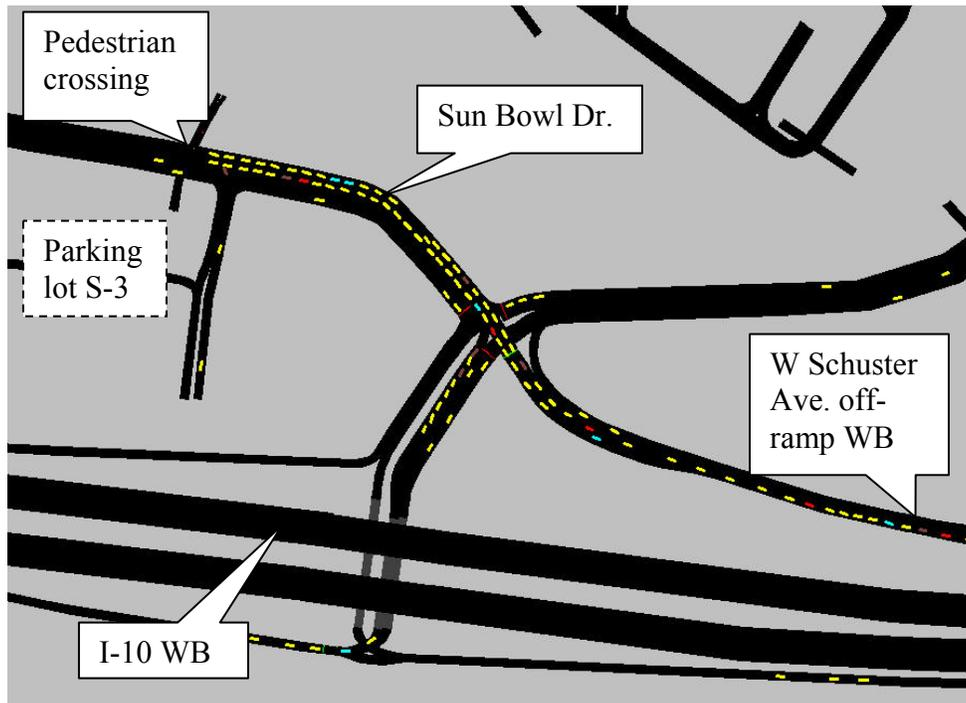 Pedestrian
crossing
Sun Bowl Dr.
Parking
lot S-3
W Schuster
Ave. off-
ramp WB
I-10 WB